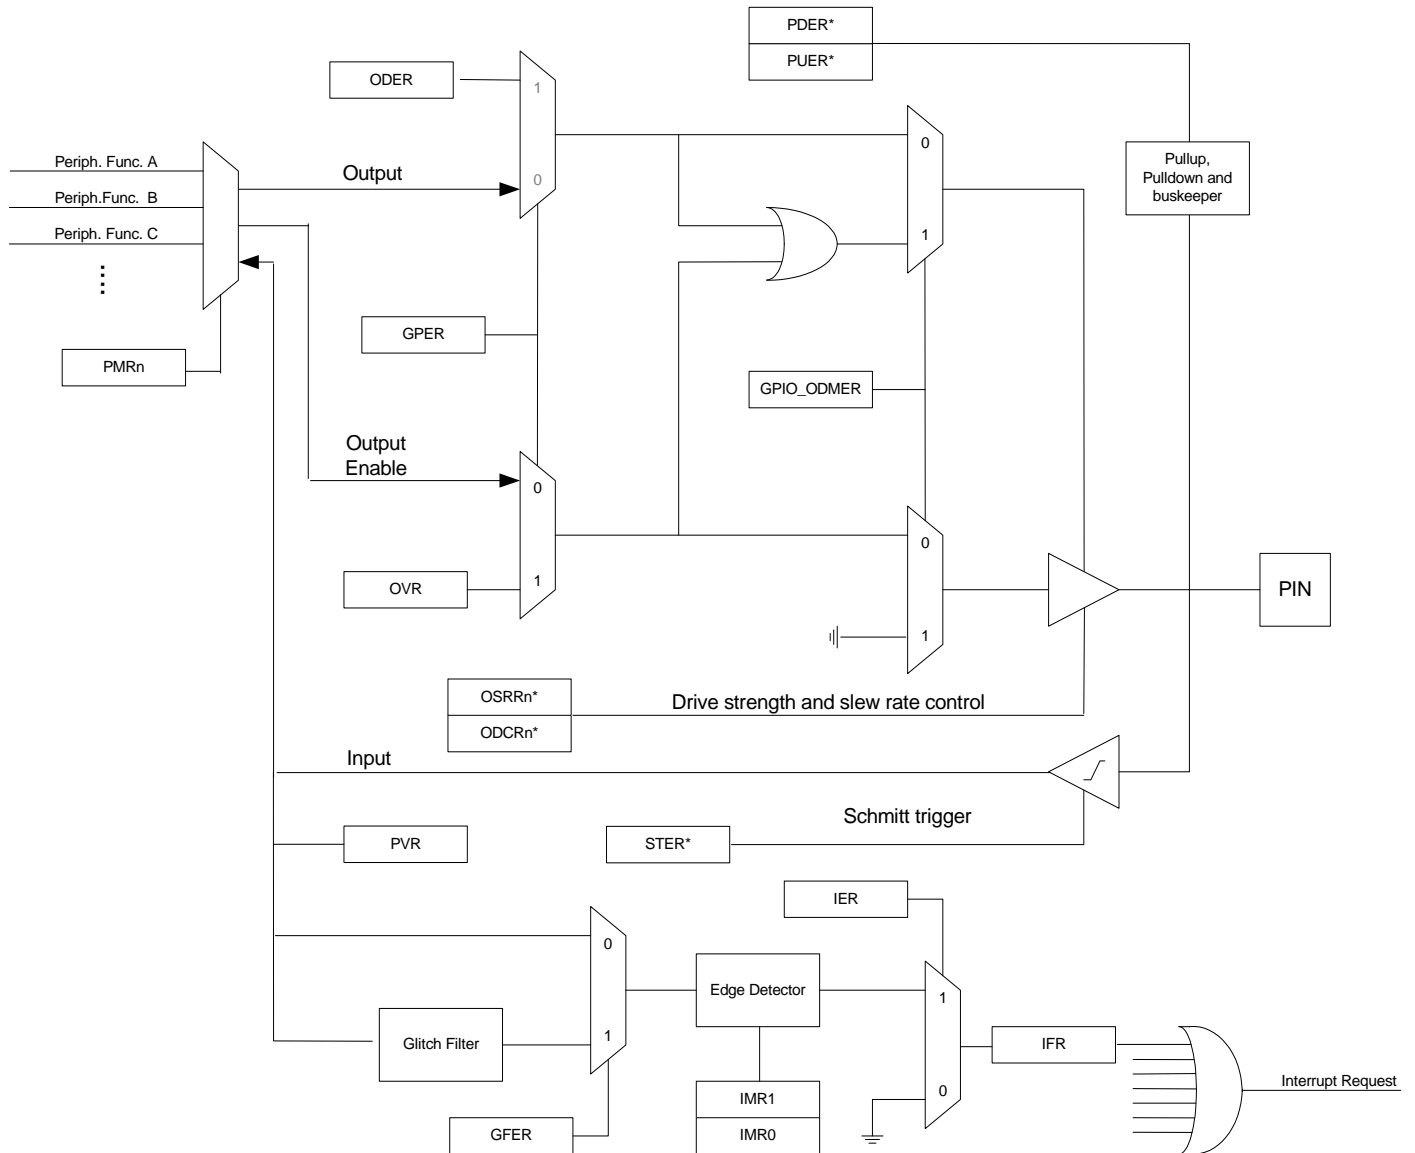 PDER*
PUER*
ODER
1
0
Periph. Func. A
Periph.Func. B
Periph. Func. C
Output
0
1
Pullup,
Pulldown and
buskeeper
GPER
PMRn
GPIO_ODMER
Output
Enable
0
1
OVR
0
1
PIN
OSRRn*
ODCRn*
Drive strength and slew rate control
Input
Schmitt trigger
PVR
STER*
IER
0
1
Edge Detector
1
0
Glitch Filter
IFR
Interrupt Request
IMR1
IMR0
GFER